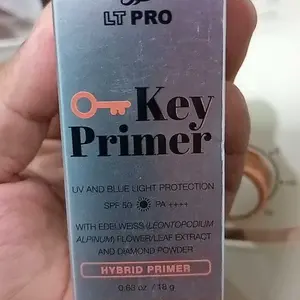 LT PRO
Key
Primer
UV AND BLUE LIGHT PROTECTION
SPF 50 PA ++++
WITH EDELWEISS (LEONTOPODIUM
ALPINUM) FLOWER/LEAF EXTRACT
AND DIAMOND POWDER
HYBRID PRIMER
0.63 oz / 18 g